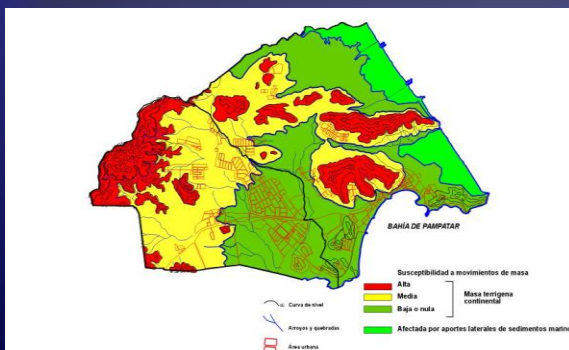 BAHÍA DE PAMPATAR
Susceptibilidad a movimientos de masa
Alta
Media
Baja o nula
Masa terrígena
continental
Afectada por aportes laterales de sedimentos marino
Curva de nivel
Arroyos y quebradas
Área urbana